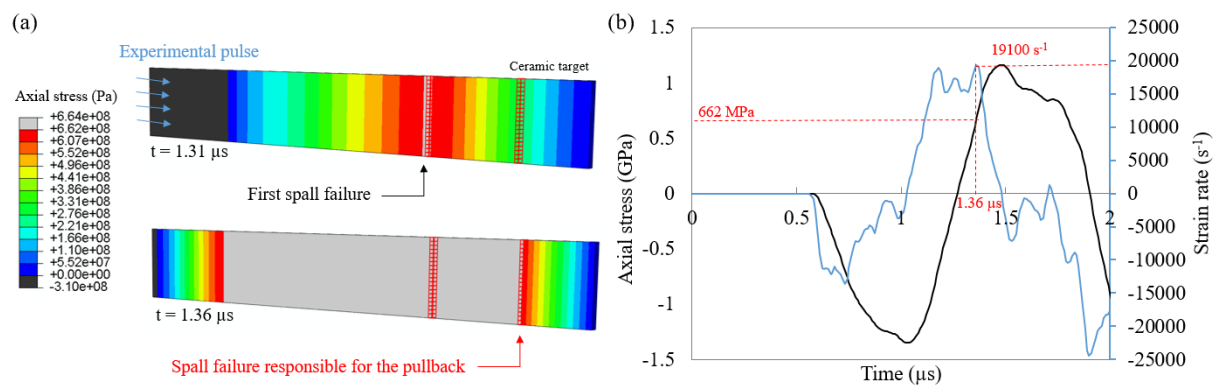 (a)
Experimental pulse
Ceramic target
Axial stress (Pa)
+6.64e+08
+6.62e+08
+6.07e+08
+5.52e+08
+4.96e+08
+4.41e+08
+3.86e+08
+3.31e+08
+2.76e+08
+2.21e+08
+1.66e+08
+1.10e+08
+5.52e+07
+0.00e+00
-3.10e+08
t = 1.31 µs
First spall failure
t = 1.36 µs
Spall failure responsible for the pullback
(b)
Axial stress (GPa)
1.5
1
0.5
0
-0.5
-1
-1.5
662 MPa
19100 s⁻¹
1.36 µs
0
0.5
1
1.5
2
Time (µs)
25000
20000
15000
10000
5000
0
-5000
-10000
-15000
-20000
-25000
Strain rate (s⁻¹)